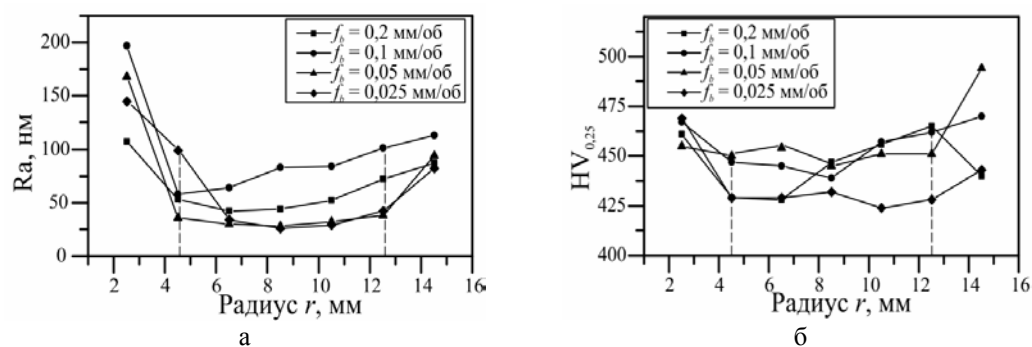 200
150
100
50
0
Ra, нм
f_b = 0,2 мм/об
f_b = 0,1 мм/об
f_b = 0,05 мм/об
f_b = 0,025 мм/об
2 4 6 8 10 12 14 16
Радиус r, мм
а
500
475
450
425
400
HV0,25
f_b = 0,2 мм/об
f_b = 0,1 мм/об
f_b = 0,05 мм/об
f_b = 0,025 мм/об
2 4 6 8 10 12 14 16
Радиус r, мм
б